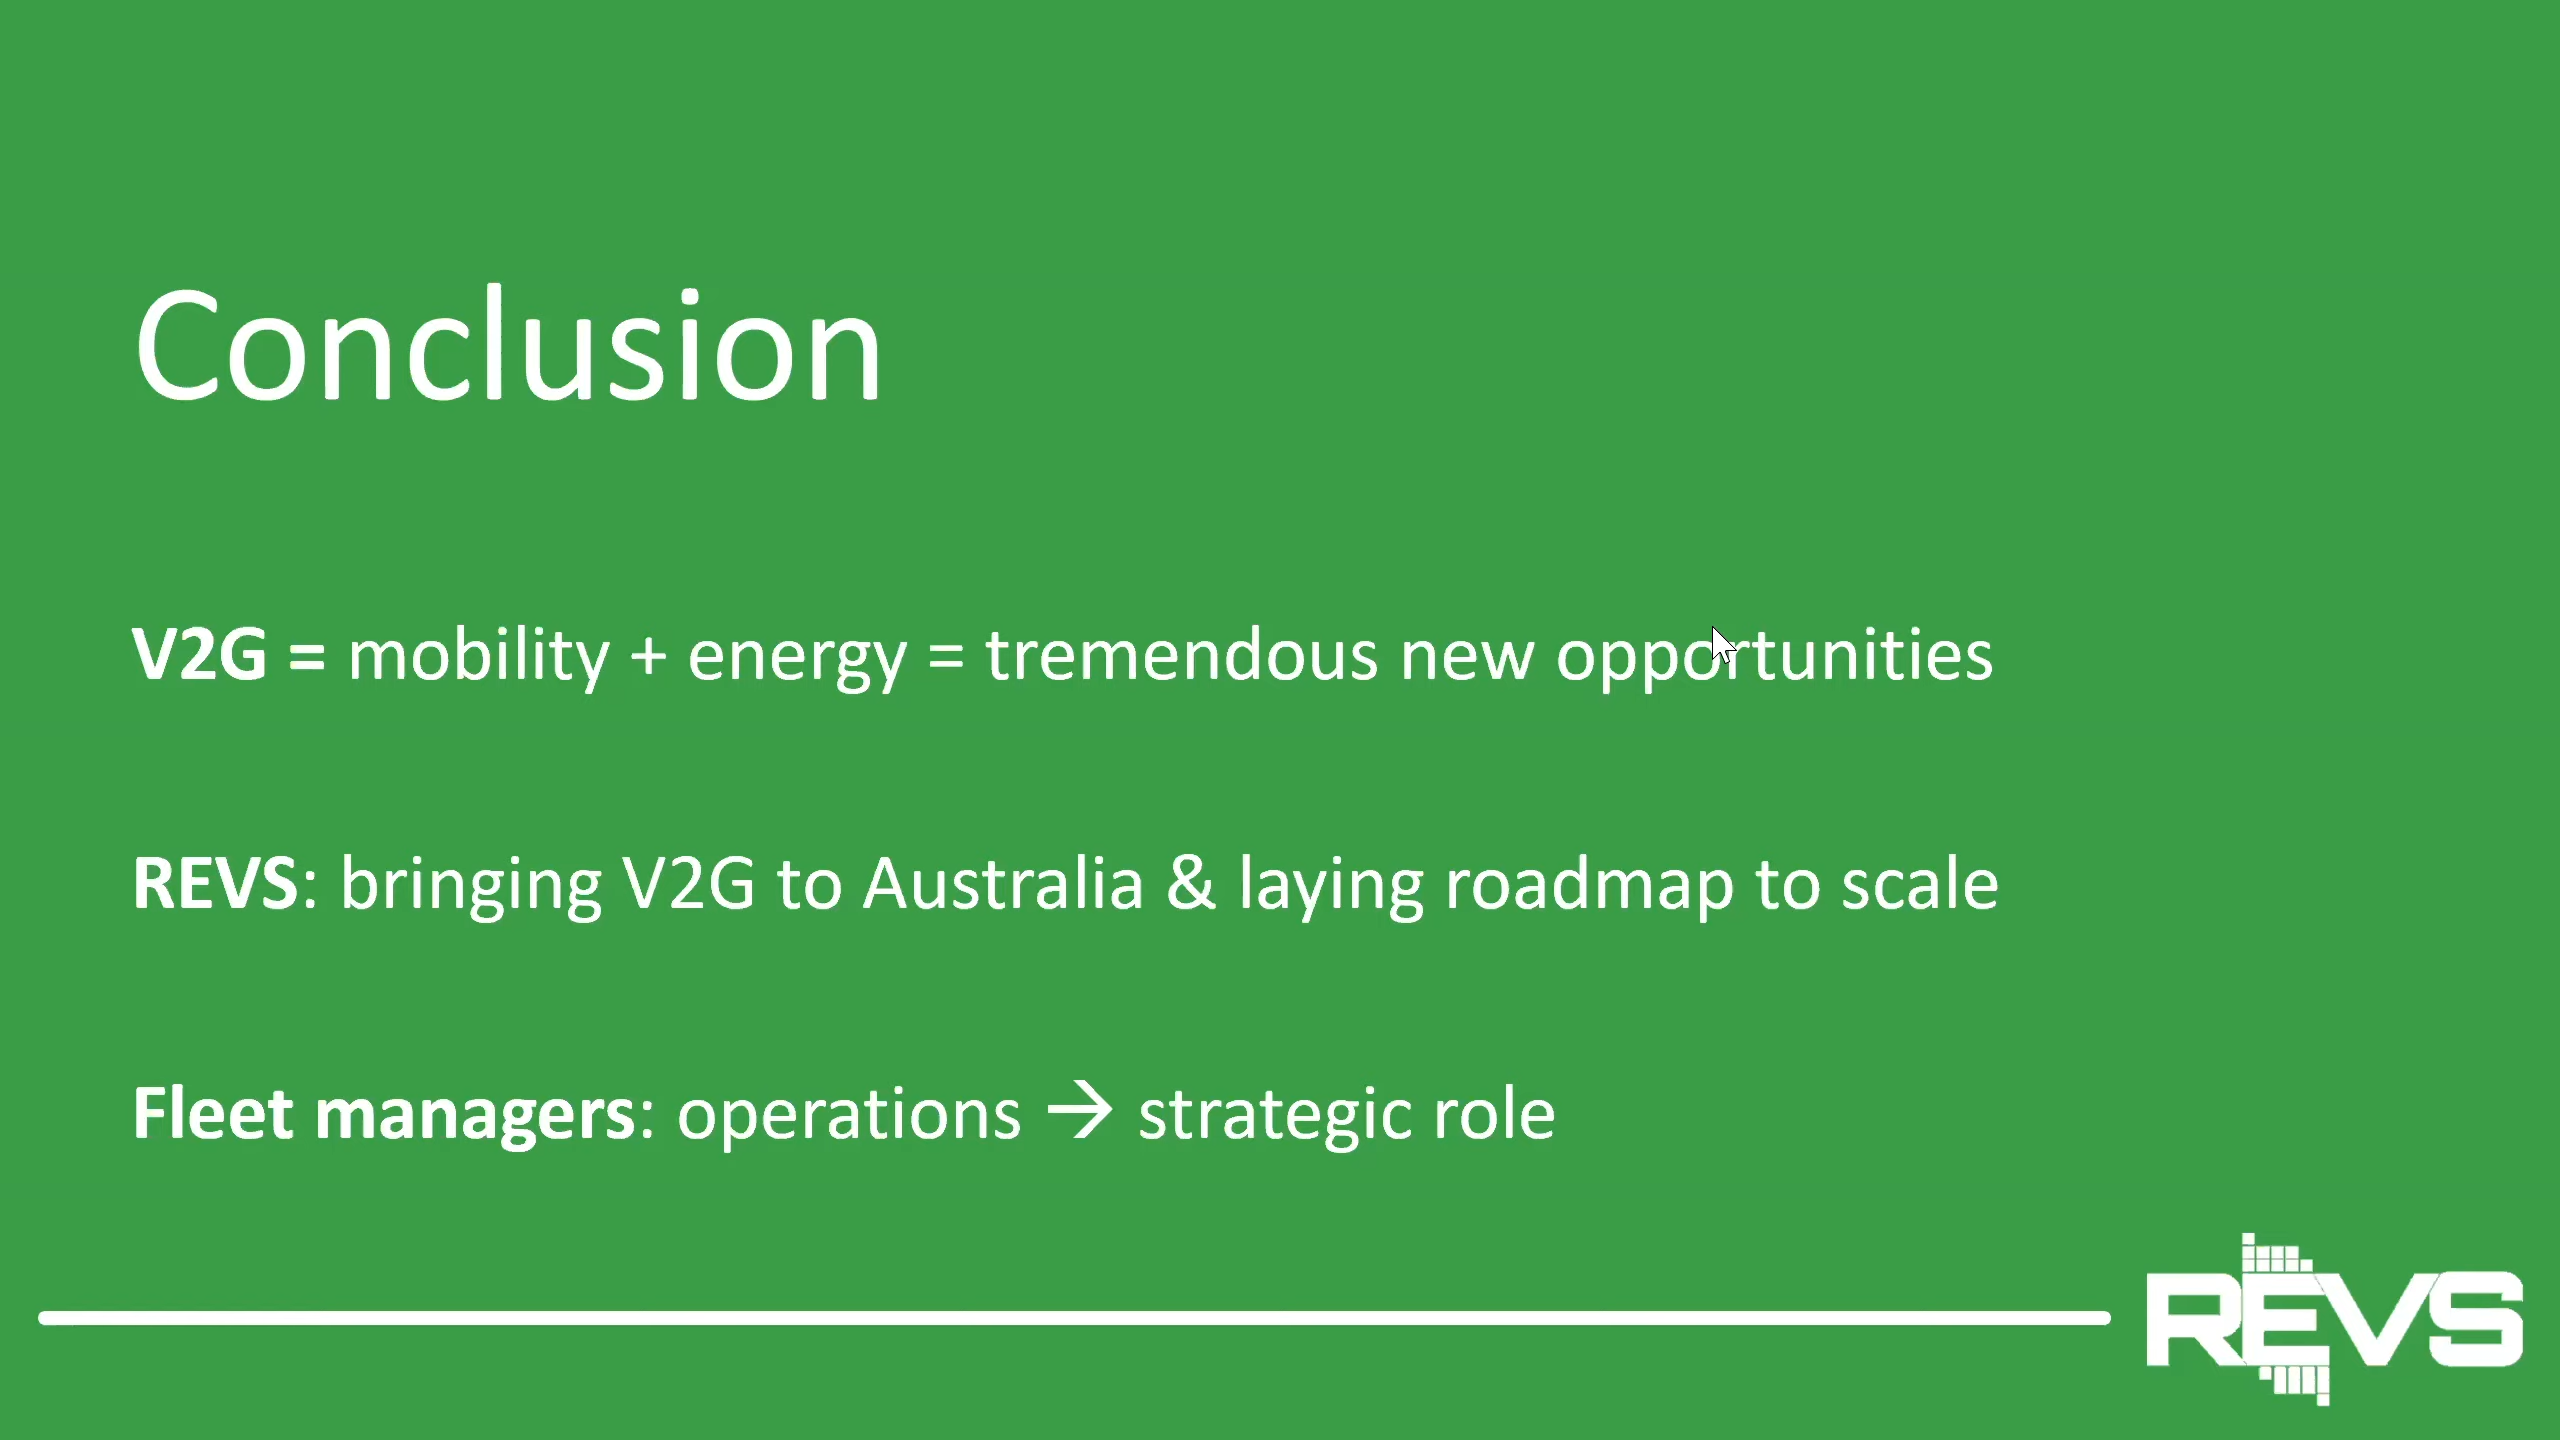 Conclusion
V2G = mobility + energy = tremendous new opportunities
REVS: bringing V2G to Australia & laying roadmap to scale
Fleet managers: operations → strategic role
REVS